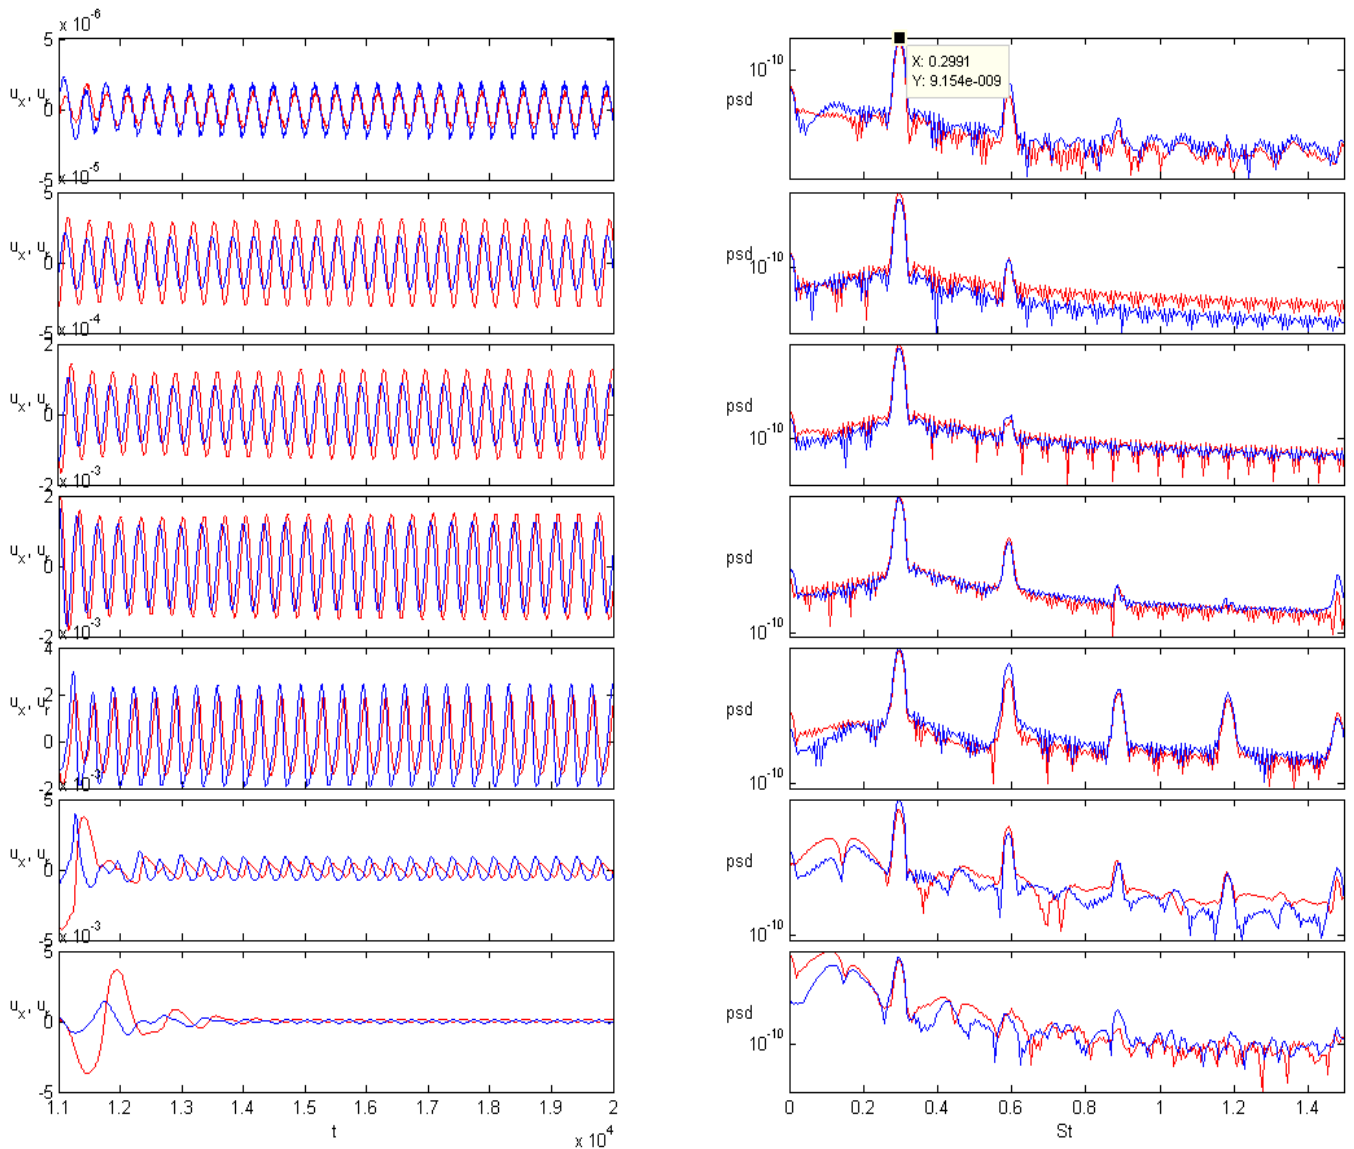 x 10^-6
5
u_x, u_r
0
-5
x 10^-5
5
u_x, u_r
0
-5
x 10^-4
2
u_x, u_r
0
-2
x 10^-3
2
u_x, u_r
0
-2
x 10^-3
4
2
u_x, u_r
0
-2
x 10^-3
5
u_x, u_r
0
-5
x 10^-3
5
u_x, u_r
0
-5
1.1 1.2 1.3 1.4 1.5 1.6 1.7 1.8 1.9 2
t
x 10^4
X: 0.2991
Y: 9.154e-009
10^-10
psd
psd
10^-10
psd
10^-10
psd
10^-10
psd
10^-10
psd
10^-10
psd
10^-10
0 0.2 0.4 0.6 0.8 1 1.2 1.4
St